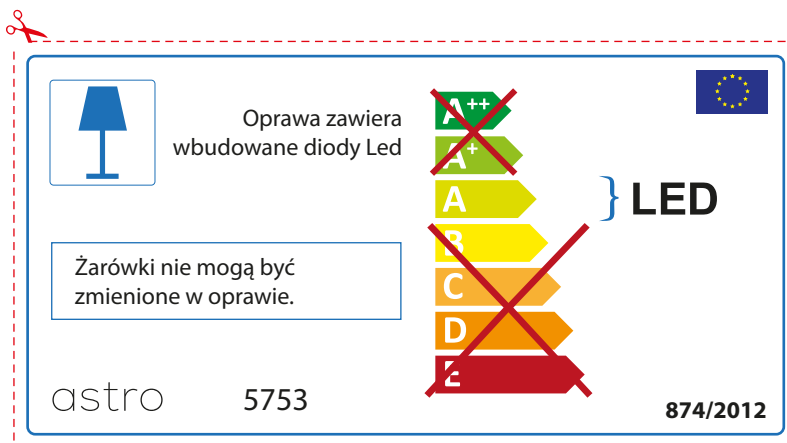 Oprawa zawiera
wbudowane diody Led
A++
A+
A
B
C
D
E
LED
Żarówki nie mogą być
zmienione w oprawie.
astro
5753
874/2012